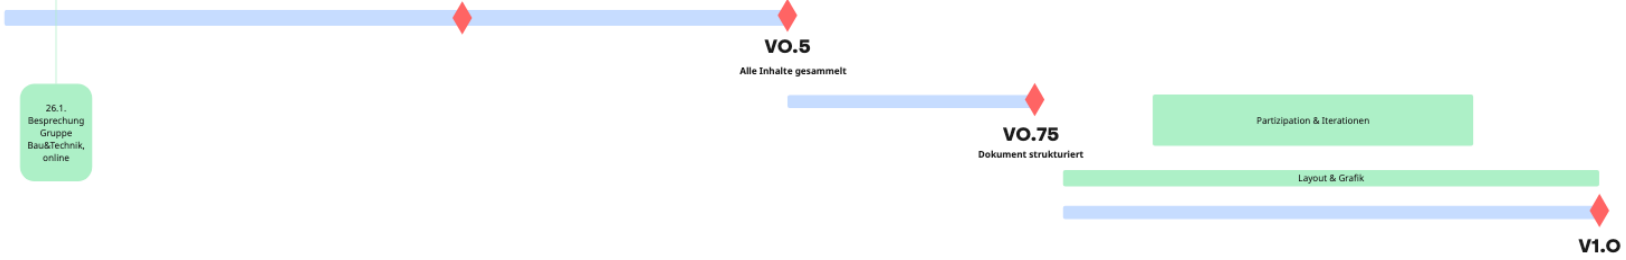 VO.5
Alle Inhalte gesammelt
26.1.
Besprechung
Gruppe
Bau&Technik,
online
VO.75
Dokument strukturiert
Partizipation & Iterationen
Layout & Grafik
V1.O